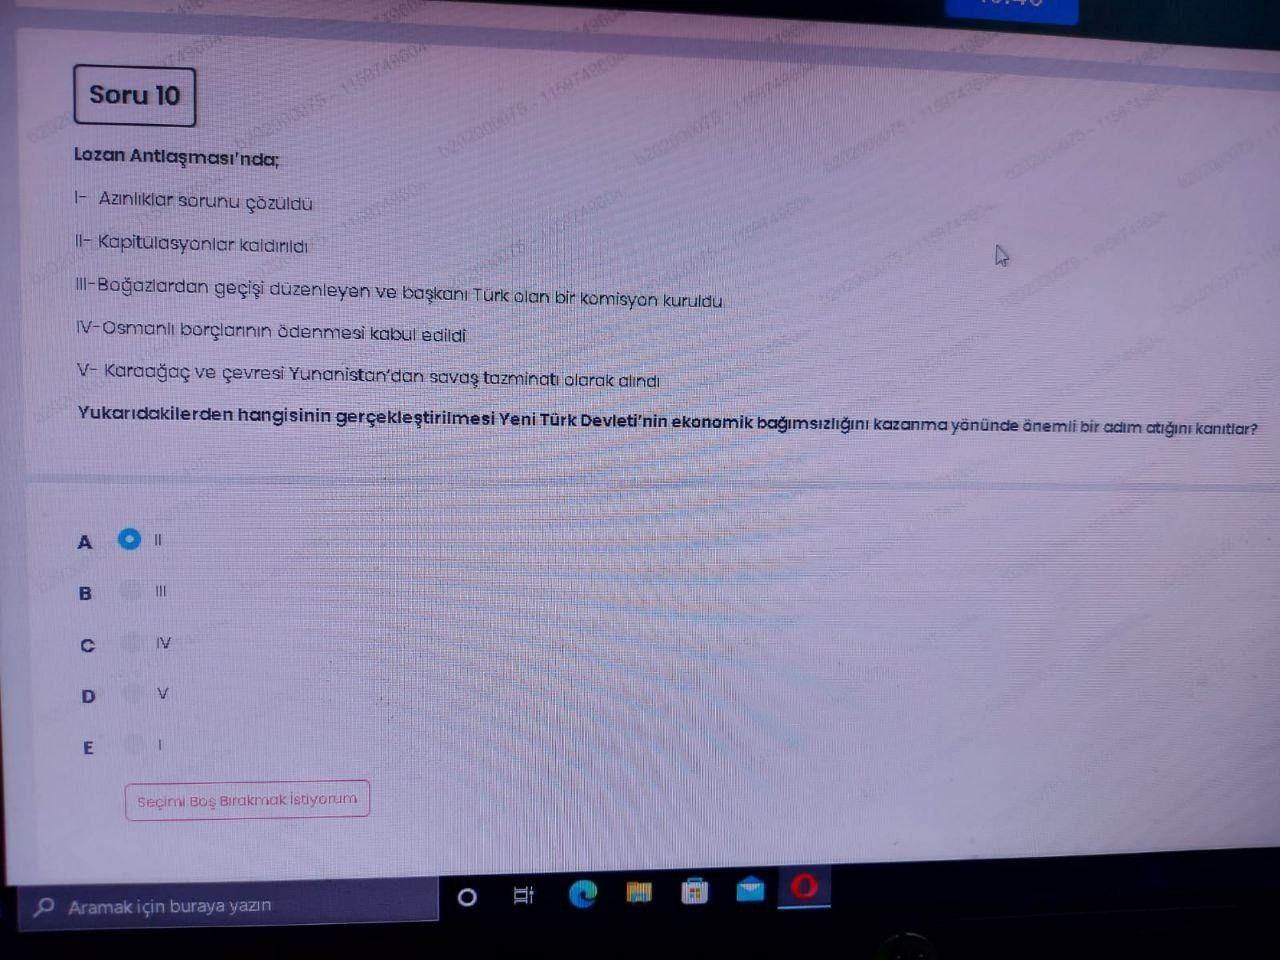 Soru 10
Lozan Antlaşması'nda;
I- Azınlıklar sorunu çözüldü
II- Kapitülasyonlar kaldırıldı
III-Boğazlardan geçişi düzenleyen ve başkanı Türk olan bir komisyon kuruldu
IV-Osmanlı borçlarının ödenmesi kabul edildi
V- Karaağaç ve çevresi Yunanistan'dan savaş tazminatı olarak alındı
Yukarıdakilerden hangisinin gerçekleştirilmesi Yeni Türk Devleti'nin ekonomik bağımsızlığını kazanma yönünde önemli bir adım atığını kanıtlar?
A II
B III
C IV
D V
E I
Seçimi Boş Bırakmak İstiyorum
Aramak için buraya yazın